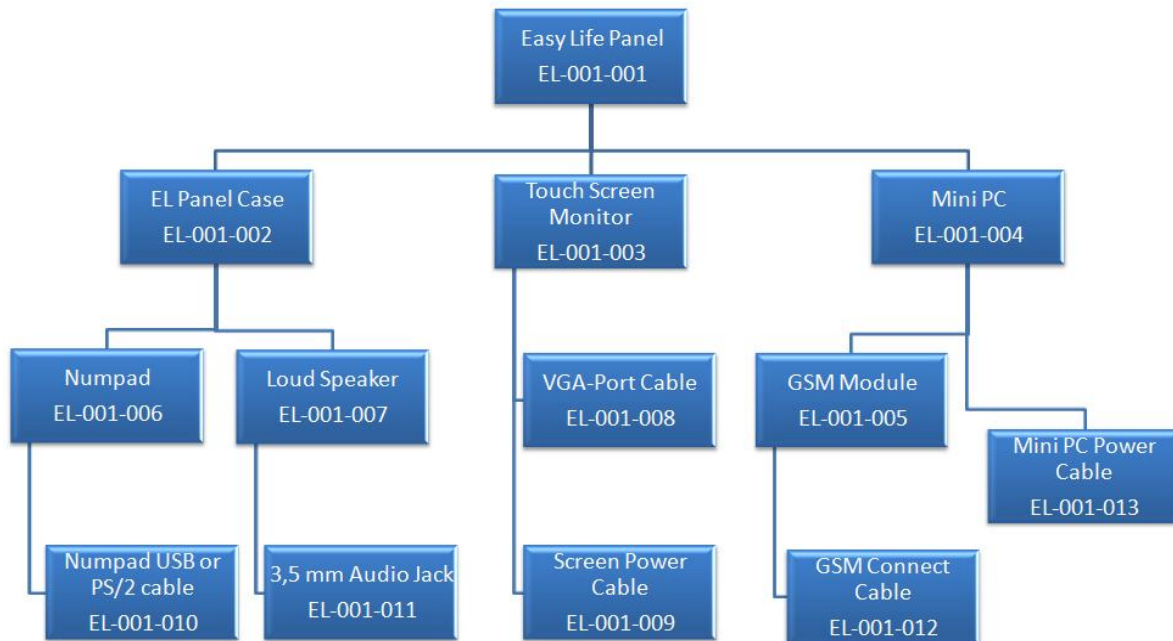 Easy Life Panel
EL-001-001
EL Panel Case
EL-001-002
Touch Screen
Monitor
EL-001-003
Mini PC
EL-001-004
Numpad
EL-001-006
Loud Speaker
EL-001-007
VGA-Port Cable
EL-001-008
GSM Module
EL-001-005
Mini PC Power
Cable
EL-001-013
Numpad USB or
PS/2 cable
EL-001-010
3,5 mm Audio Jack
EL-001-011
Screen Power
Cable
EL-001-009
GSM Connect
Cable
EL-001-012